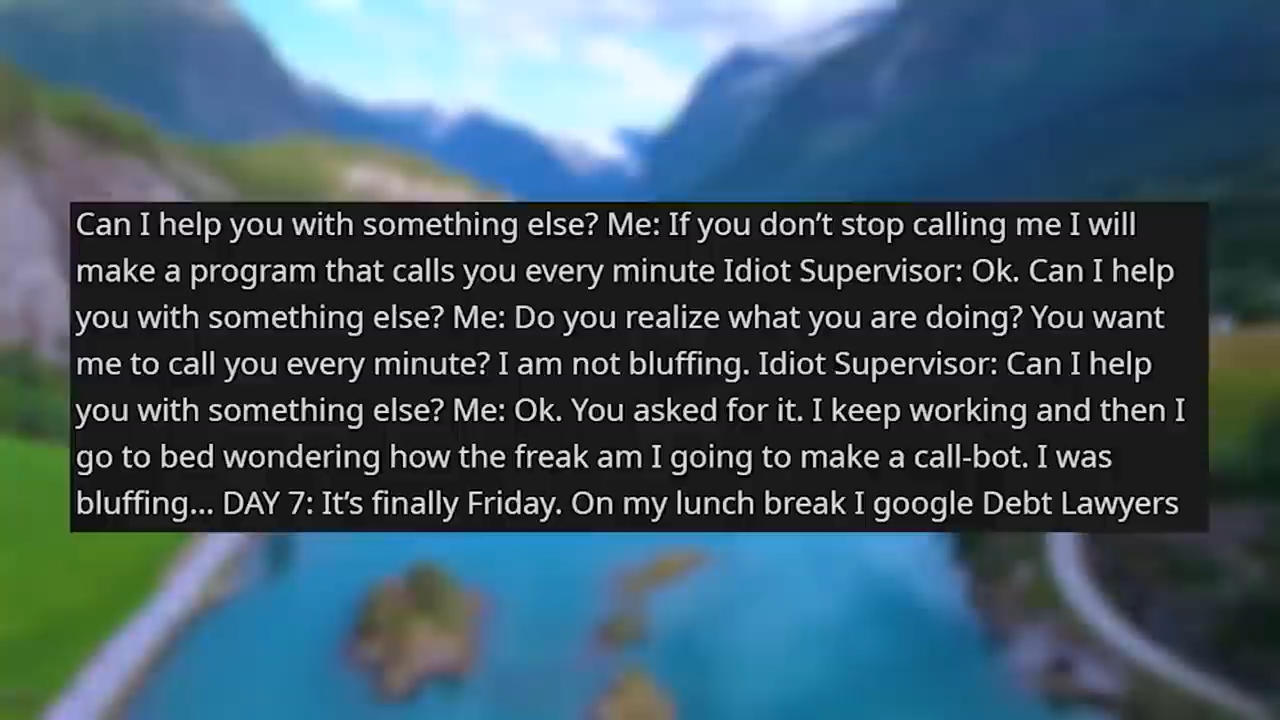 Can I help you with something else? Me: If you don’t stop calling me I will
make a program that calls you every minute Idiot Supervisor: Ok. Can I help
you with something else? Me: Do you realize what you are doing? You want
me to call you every minute? I am not bluffing. Idiot Supervisor: Can I help
you with something else? Me: Ok. You asked for it. I keep working and then I
go to bed wondering how the freak am I going to make a call-bot. I was
bluffing... DAY 7: It’s finally Friday. On my lunch break I google Debt Lawyers